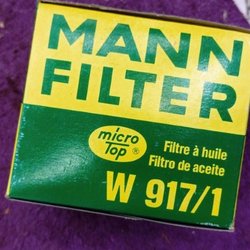 MANN
FILTER
micro
Top ®
Filtre à huile
Filtro de aceite
W 917/1